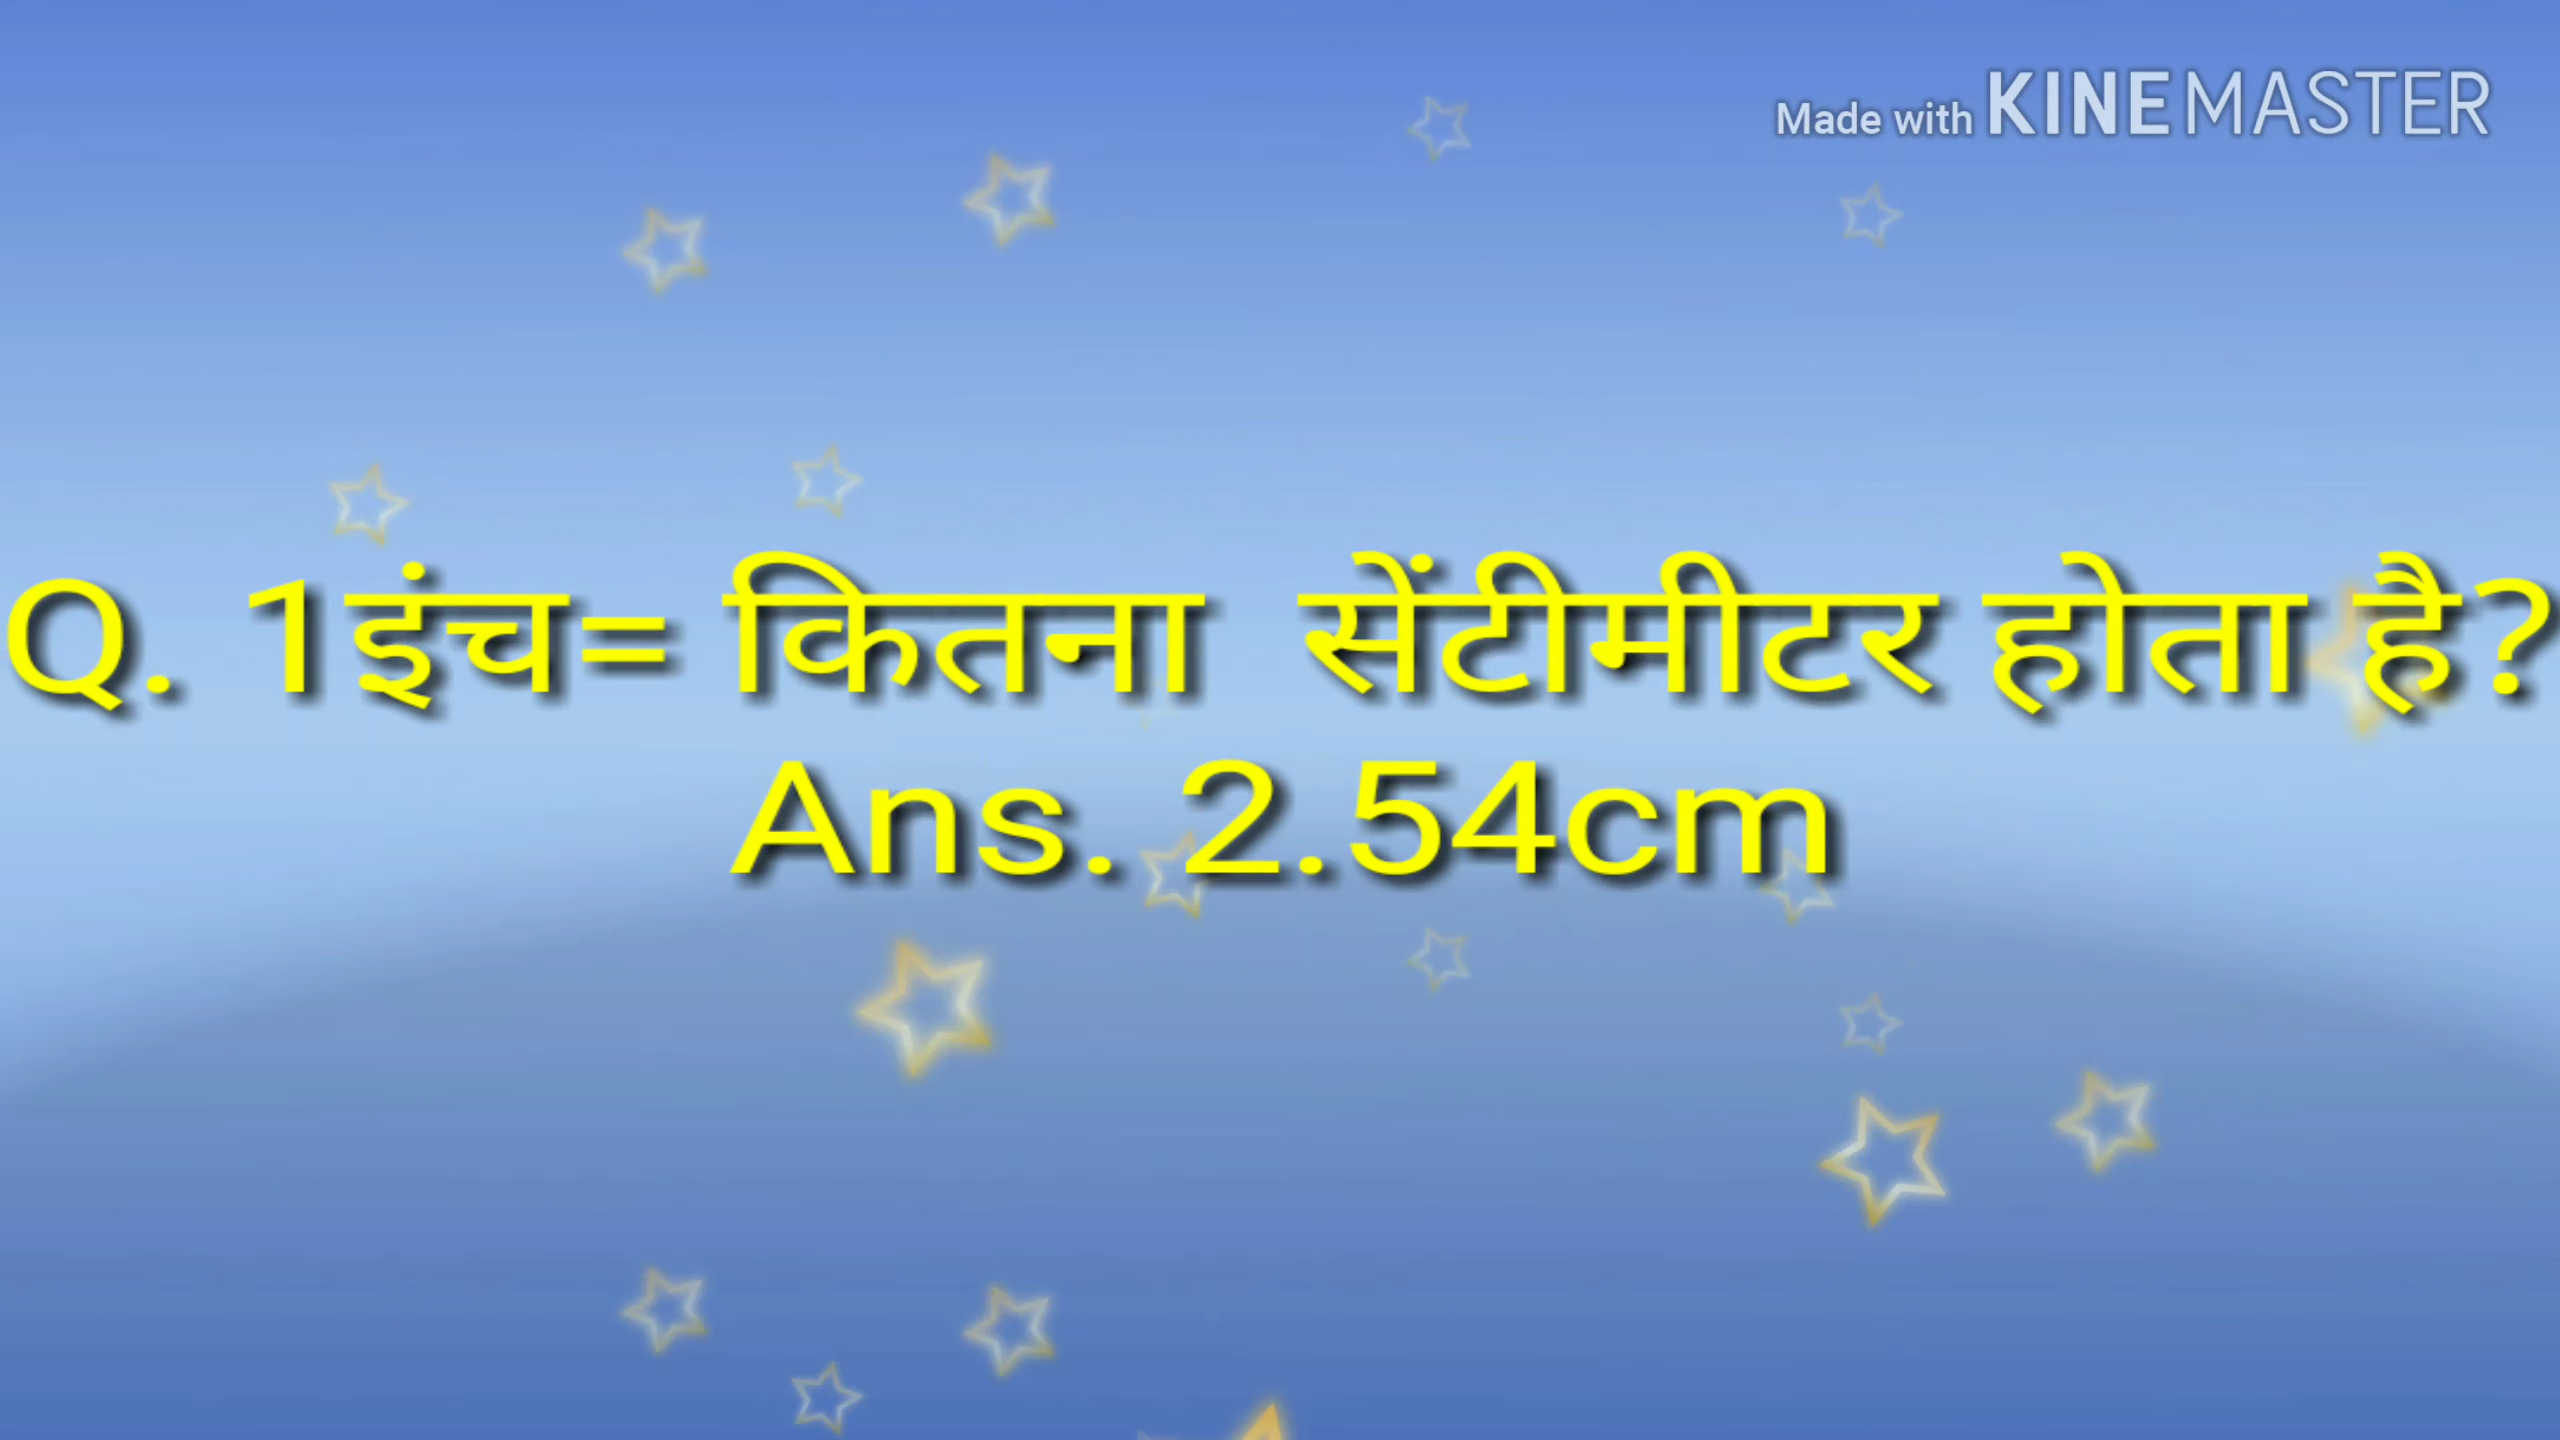 Made with KINEMASTER
Q. 1इंच= कितना सेंटीमीटर होता है?
Ans. 2.54cm